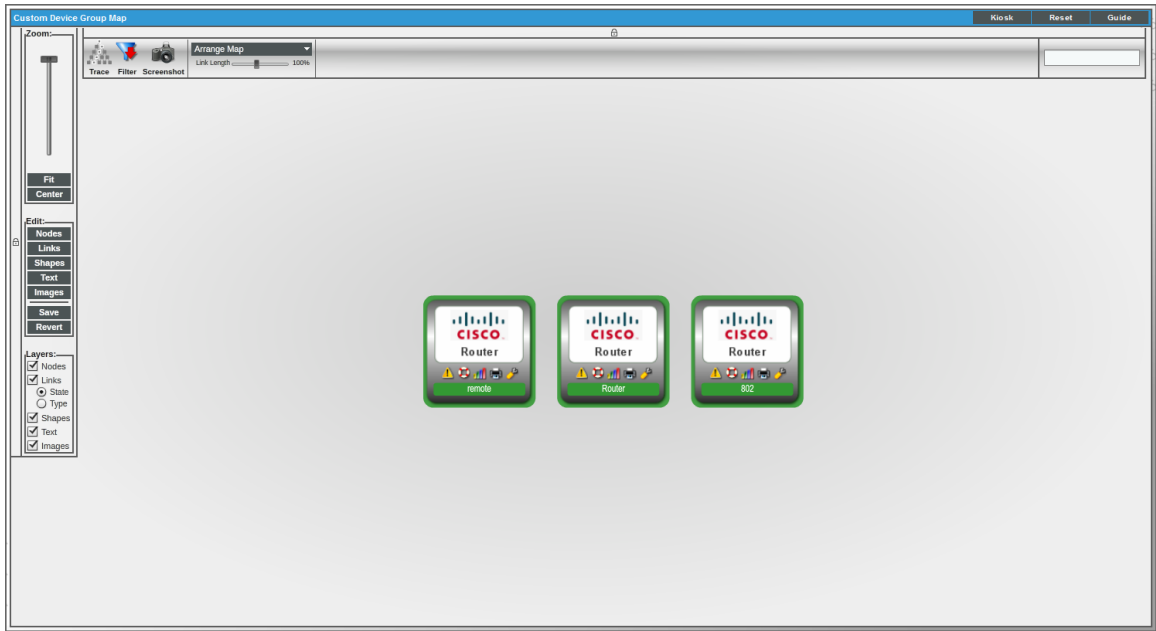 Custom Device Group Map
Kiosk
Reset
Guide
Zoom:
Trace
Filter
Screenshot
Arrange Map
Link Length
100%
Fit
Center
Edit:
Nodes
Links
Shapes
Text
Images
Save
Revert
Layers:
Nodes
Links
State
Type
Shapes
Text
Images
CISCO
Router
remote
CISCO
Router
Router
CISCO
Router
802